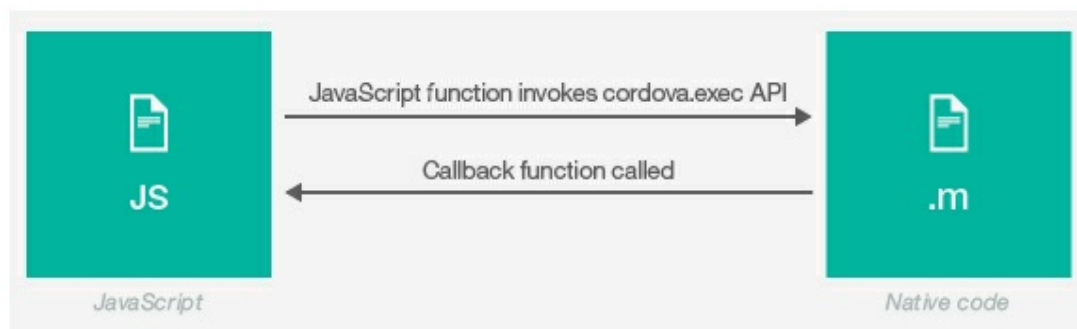 JavaScript function invokes cordova.exec API
Callback function called
JS
.m
JavaScript
Native code